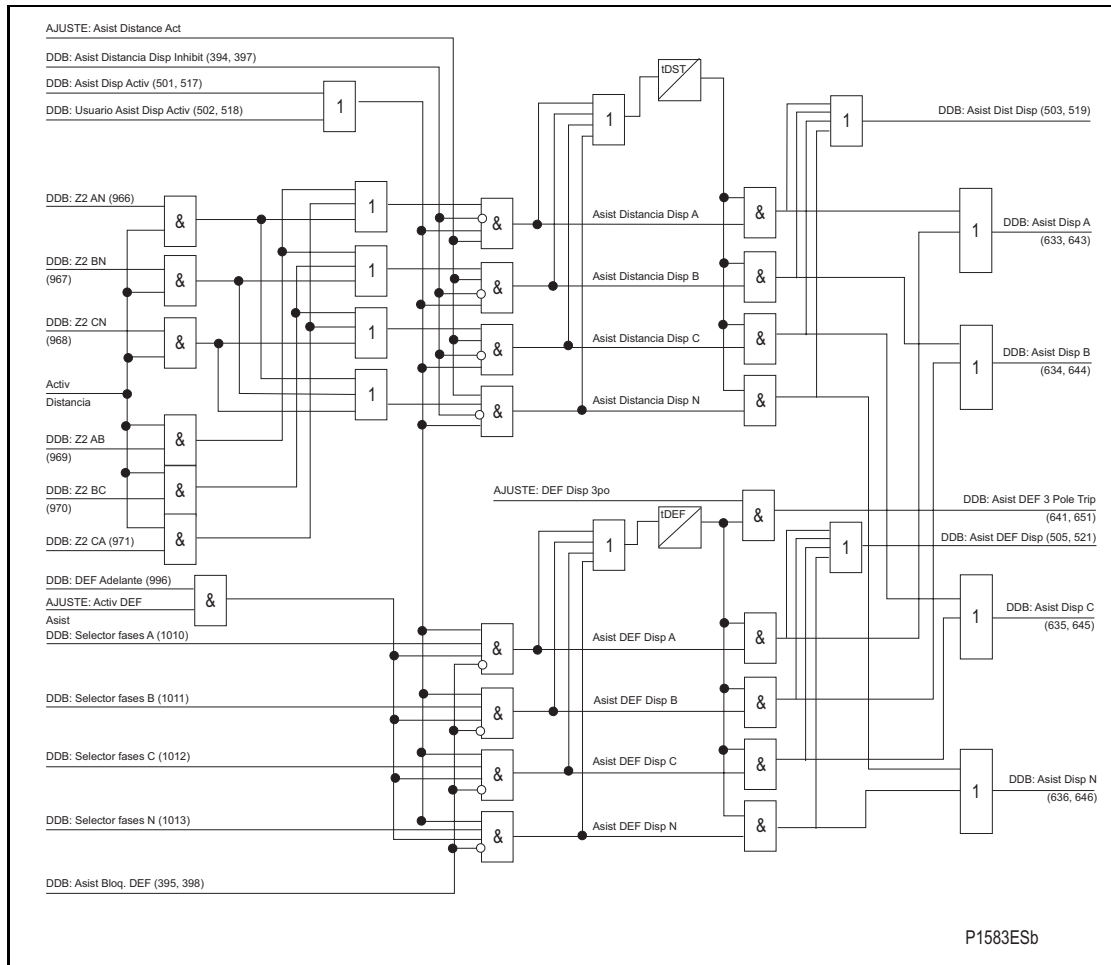 AJUSTE: Asist Distance Act
DDB: Asist Distancia Disp Inhibit (394, 397)
DDB: Asist Disp Activ (501, 517)
DDB: Usuario Asist Disp Activ (502, 518)
1
tDST
1
1
DDB: Asist Dist Disp (503, 519)
DDB: Z2 AN (966)
&
1
&
Asist Distancia Disp A
&
1
DDB: Asist Disp A
(633, 643)
DDB: Z2 BN
(967)
&
1
&
Asist Distancia Disp B
&
DDB: Z2 CN
(968)
&
1
&
Asist Distancia Disp C
&
1
DDB: Asist Disp B
(634, 644)
Activ
Distancia
1
&
Asist Distancia Disp N
&
DDB: Z2 AB
(969)
&
DDB: Z2 BC
(970)
&
DDB: Z2 CA (971)
&
AJUSTE: DEF Disp 3po
&
DDB: Asist DEF 3 Pole Trip
(641, 651)
tDEF
1
1
DDB: Asist DEF Disp (505, 521)
DDB: DEF Adelante (996)
AJUSTE: Activ DEF
Asist
&
DDB: Selector fases A (1010)
&
Asist DEF Disp A
&
1
DDB: Asist Disp C
(635, 645)
DDB: Selector fases B (1011)
&
Asist DEF Disp B
&
DDB: Selector fases C (1012)
&
Asist DEF Disp C
&
1
DDB: Asist Disp N
(636, 646)
DDB: Selector fases N (1013)
&
Asist DEF Disp N
&
DDB: Asist Bloq. DEF (395, 398)
P1583ESb